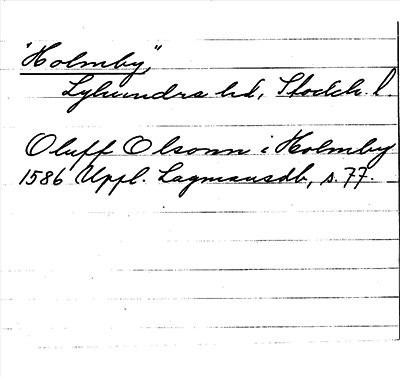 "Holmby",
Lyhundra hd, Stockh. l.
Oluff Olsonn i Holmby
1586 Uppl. Lagmansdb, s. 77.